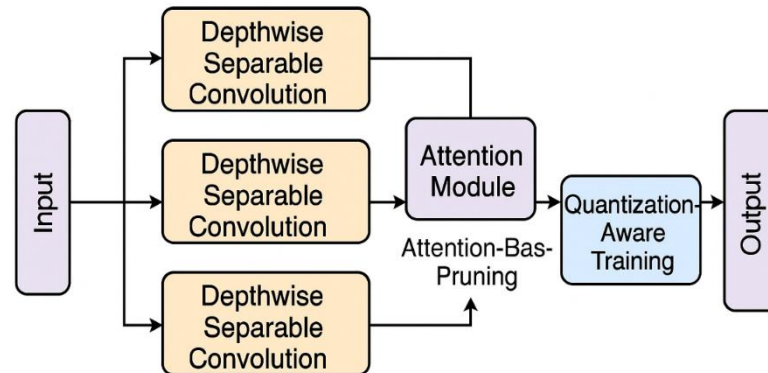 Input
Depthwise
Separable
Convolution
Depthwise
Separable
Convolution
Depthwise
Separable
Convolution
Attention
Module
Attention-Bas-
Pruning
Quantization-
Aware
Training
Output